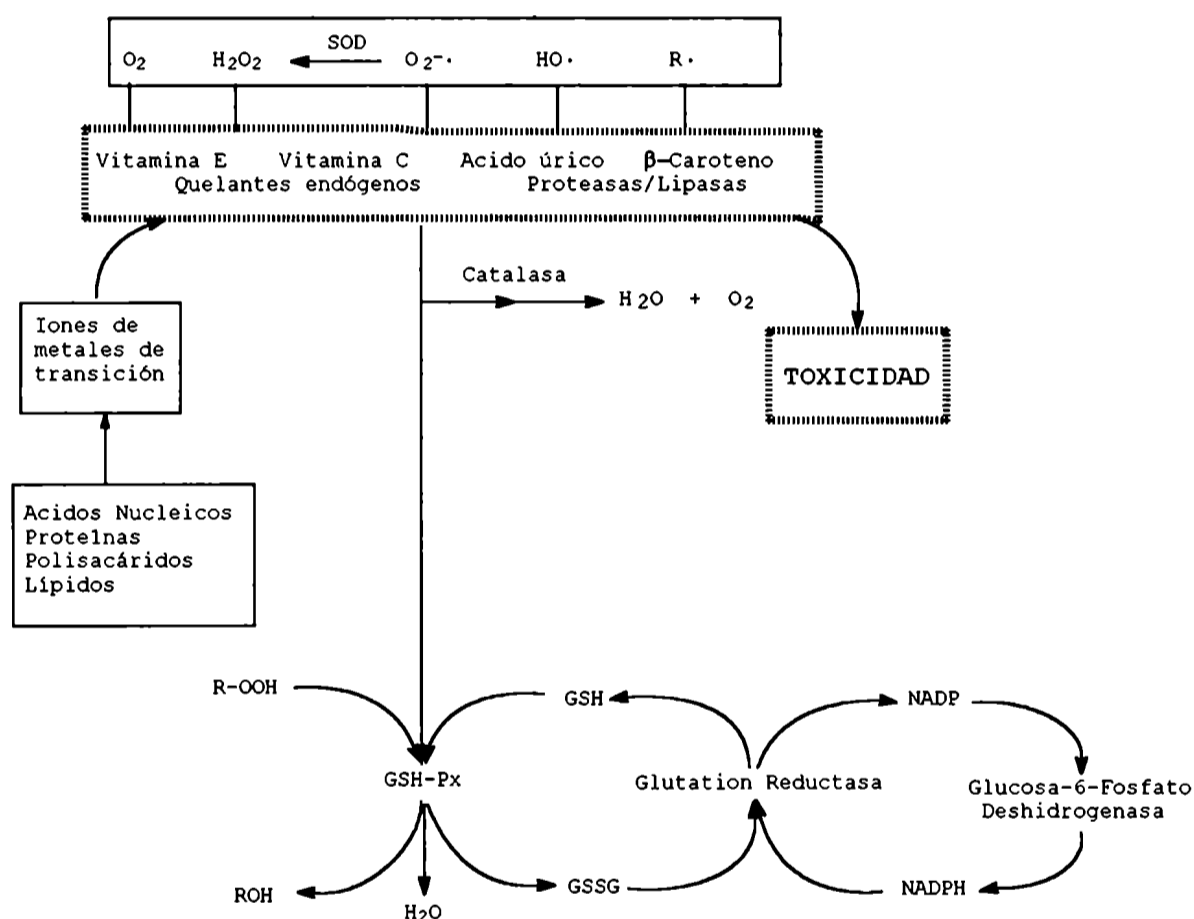 SOD
O₂ H₂O₂ O₂⁻· HO· R·
Vitamina E Vitamina C Acido úrico β-Caroteno
Quelantes endógenos Proteasas/Lipasas
Catalasa
H₂O + O₂
Iones de
metales de
transición
TOXICIDAD
Acidos Nucleicos
Prote1nas
Polisacáridos
Lípidos
R-OOH GSH NADP
GSH-Px Glutation Reductasa Glucosa-6-Fosfato
Deshidrogenasa
ROH GSSG NADPH
H₂O